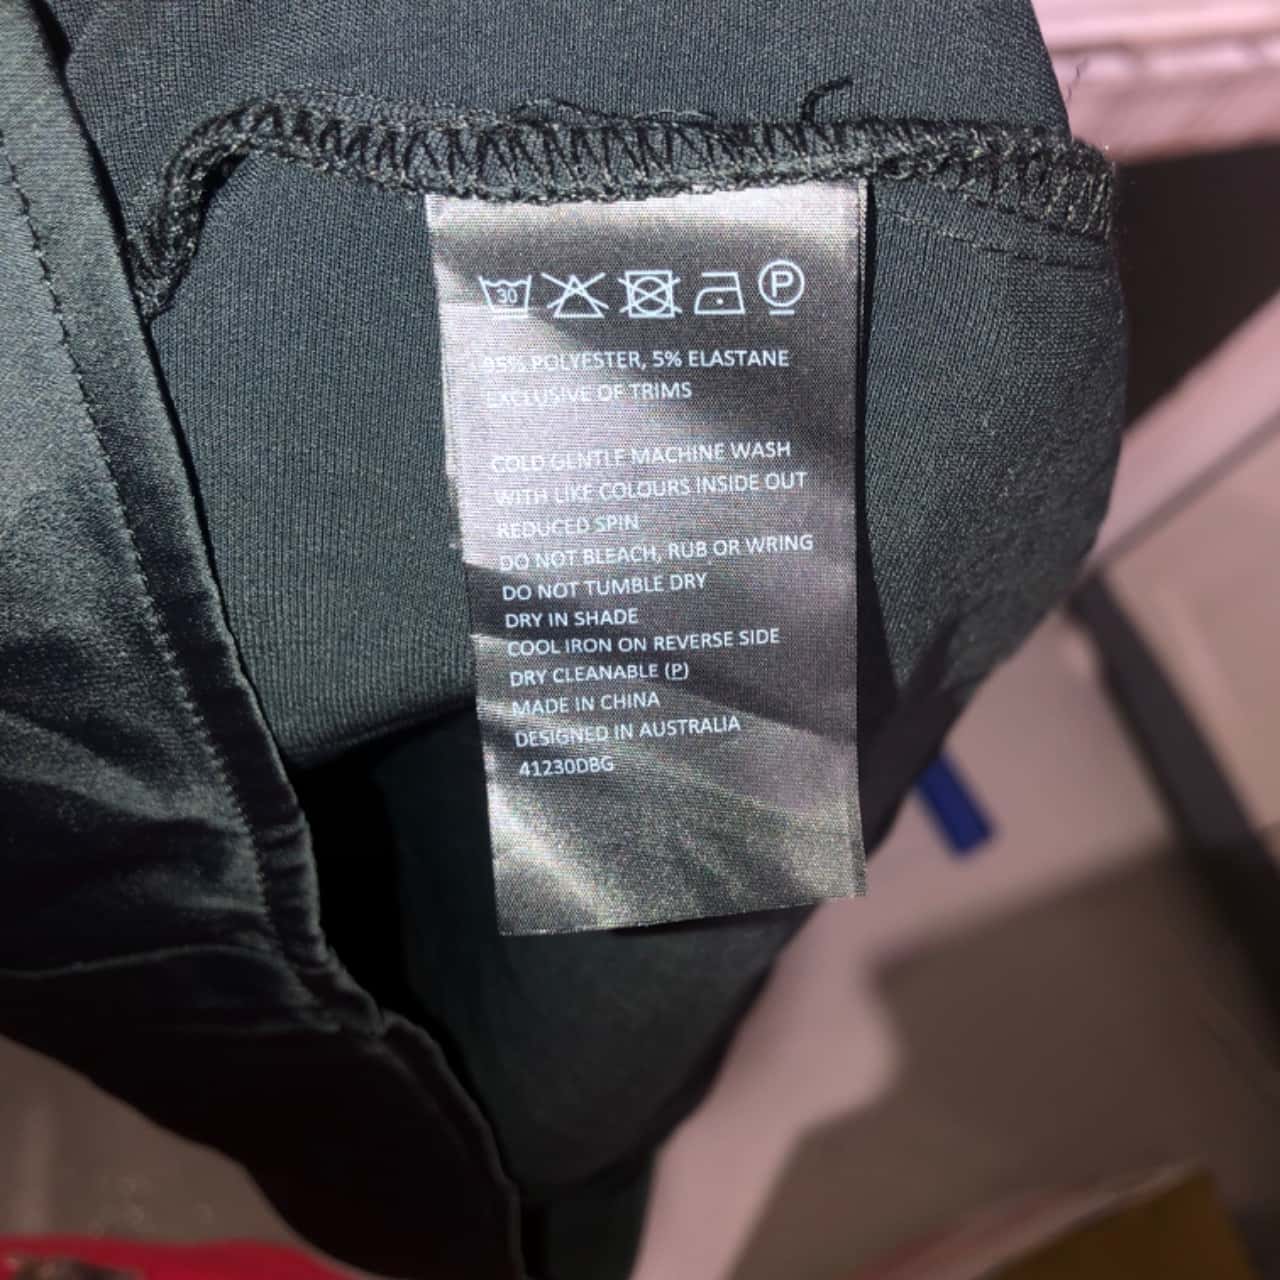 30 P
95% POLYESTER, 5% ELASTANE
EXCLUSIVE OF TRIMS
COLD GENTLE MACHINE WASH
WITH LIKE COLOURS INSIDE OUT
REDUCED SPIN
DO NOT BLEACH, RUB OR WRING
DO NOT TUMBLE DRY
DRY IN SHADE
COOL IRON ON REVERSE SIDE
DRY CLEANABLE (P)
MADE IN CHINA
DESIGNED IN AUSTRALIA
41230DBG